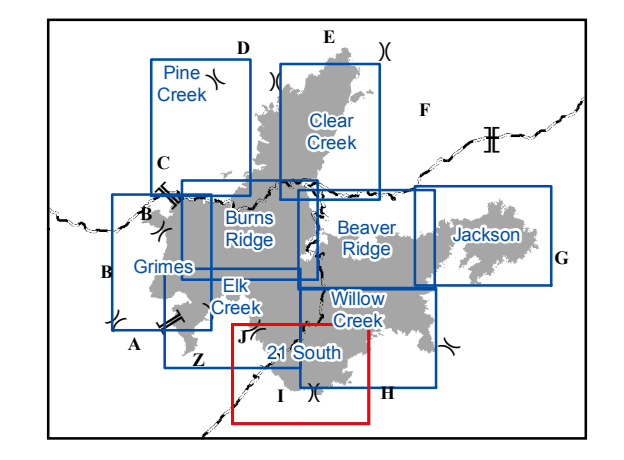 E
D
Pine
Creek
F
Clear
Creek
C
B
Burns
Ridge
Beaver
Ridge
Jackson
G
B
Grimes
Elk
Creek
Willow
Creek
J
21 South
A
Z
I
H